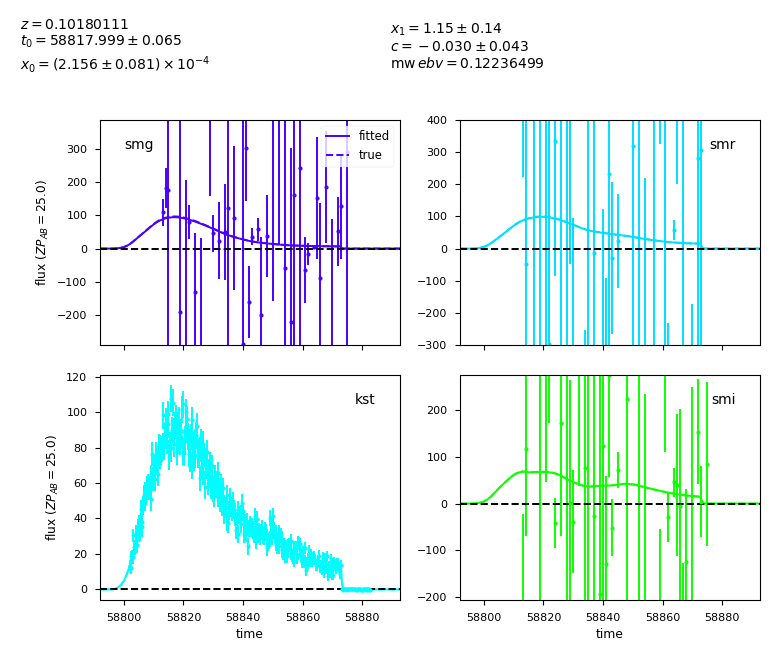 z = 0.10180111
t₀ = 58817.999 ± 0.065
x₀ = (2.156 ± 0.081) × 10⁻⁴
x₁ = 1.15 ± 0.14
c = −0.030 ± 0.043
mw ebv = 0.12236499
smg
fitted
true
300
200
100
0
−100
−200
flux (ZP_AB = 25.0)
smr
400
300
200
100
0
−100
−200
−300
kst
120
100
80
60
40
20
0
flux (ZP_AB = 25.0)
58800 58820 58840 58860 58880
time
smi
200
100
0
−100
−200
58800 58820 58840 58860 58880
time